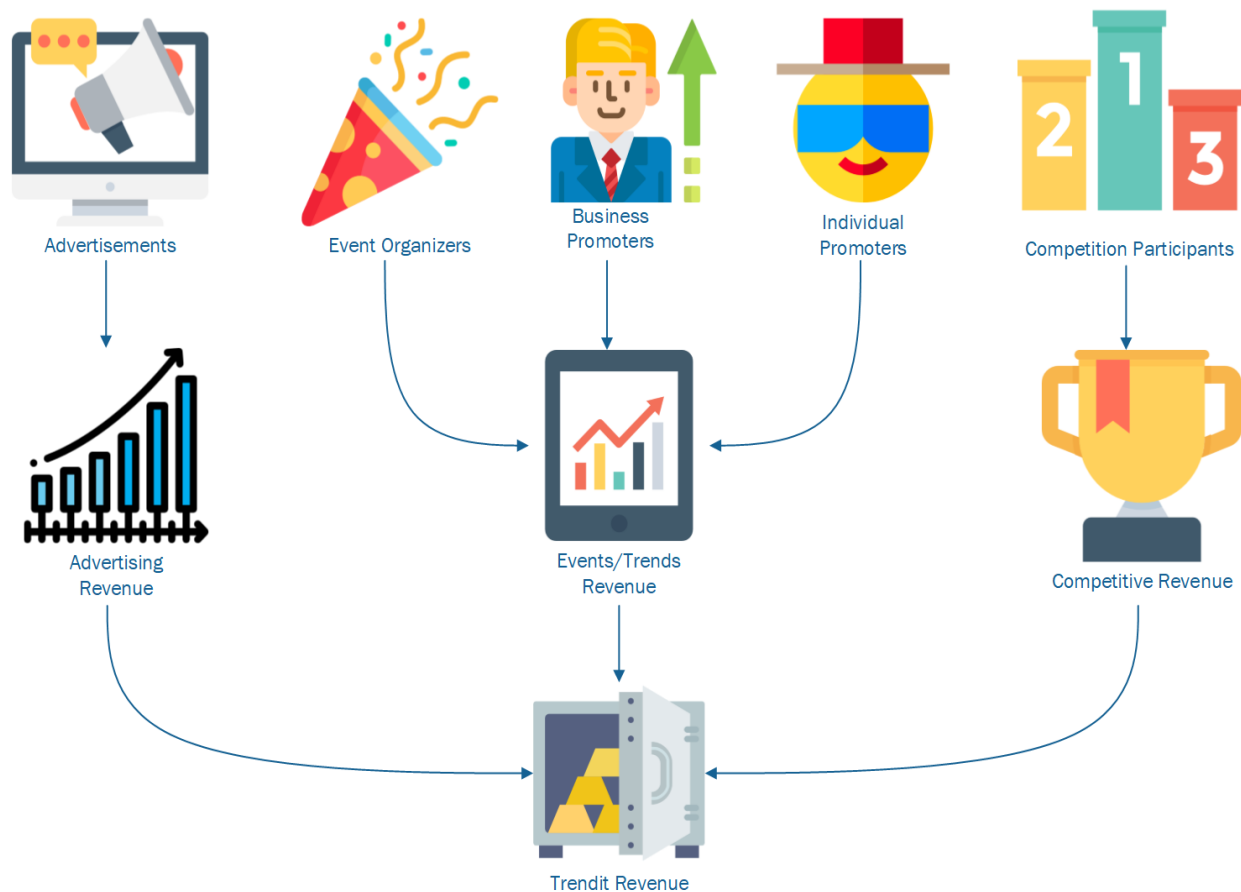 2
1
3
Advertisements
Event Organizers
Business
Promoters
Individual
Promoters
Competition Participants
Advertising
Revenue
Events/Trends
Revenue
Competitive Revenue
Trendit Revenue